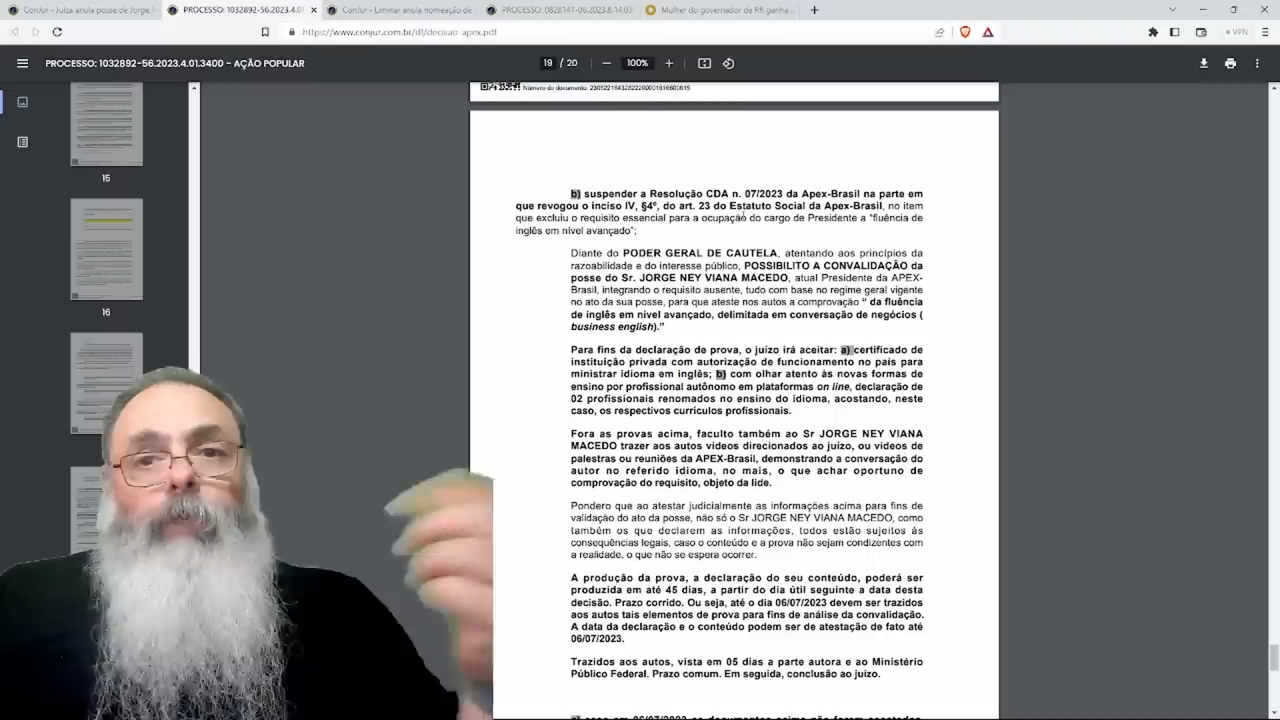 ConJur - Juíza anula posse de Jorge V
PROCESSO: 1032892-56.2023.4.01
ConJur - Liminar anula nomeação de
PROCESSO: 0828147-06.2023.8.14.03
Mulher do governador de RR ganha
https://www.conjur.com.br/dl/decisao-apex.pdf
VPN
PROCESSO: 1032892-56.2023.4.01.3400 – AÇÃO POPULAR
19 / 20
100%
Número do documento: 23052216432822200001616600615
15
16
b) suspender a Resolução CDA n. 07/2023 da Apex-Brasil na parte em
que revogou o inciso IV, §4º, do art. 23 do Estatuto Social da Apex-Brasil, no item
que excluiu o requisito essencial para a ocupação do cargo de Presidente a “fluência de
inglês em nível avançado”;
Diante do PODER GERAL DE CAUTELA, atentando aos princípios da
razoabilidade e do interesse público, POSSIBILITO A CONVALIDAÇÃO da
posse do Sr. JORGE NEY VIANA MACEDO, atual Presidente da APEX-
Brasil, integrando o requisito ausente, tudo com base no regime geral vigente
no ato da sua posse, para que ateste nos autos a comprovação “ da fluência
de inglês em nível avançado, delimitada em conversação de negócios (
business english).”
Para fins da declaração de prova, o juízo irá aceitar: a) certificado de
instituição privada com autorização de funcionamento no país para
ministrar idioma em inglês; b) com olhar atento às novas formas de
ensino por profissional autônomo em plataformas on line, declaração de
02 profissionais renomados no ensino do idioma, acostando, neste
caso, os respectivos currículos profissionais.
Fora as provas acima, faculto também ao Sr JORGE NEY VIANA
MACEDO trazer aos autos vídeos direcionados ao juízo, ou vídeos de
palestras ou reuniões da APEX-Brasil, demonstrando a conversação do
autor no referido idioma, no mais, o que achar oportuno de
comprovação do requisito, objeto da lide.
Pondero que ao atestar judicialmente as informações acima para fins de
validação do ato da posse, não só o Sr JORGE NEY VIANA MACEDO, como
também os que declarem as informações, todos estão sujeitos às
consequências legais, caso o conteúdo e a prova não sejam condizentes com
a realidade, o que não se espera ocorrer.
A produção da prova, a declaração do seu conteúdo, poderá ser
produzida em até 45 dias, a partir do dia útil seguinte a data desta
decisão. Prazo corrido. Ou seja, até o dia 06/07/2023 devem ser trazidos
aos autos tais elementos de prova para fins de análise da convalidação.
A data da declaração e o conteúdo podem ser de atestação de fato até
06/07/2023.
Trazidos aos autos, vista em 05 dias a parte autora e ao Ministério
Público Federal. Prazo comum. Em seguida, conclusão ao juízo.